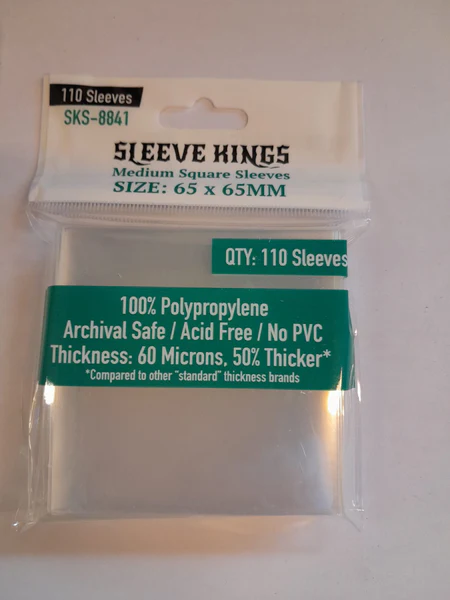 110 Sleeves
SKS-8841
SLEEVE KINGS
Medium Square Sleeves
SIZE: 65 x 65MM
QTY: 110 Sleeves
100% Polypropylene
Archival Safe / Acid Free / No PVC
Thickness: 60 Microns, 50% Thicker*
*Compared to other "standard" thickness brands